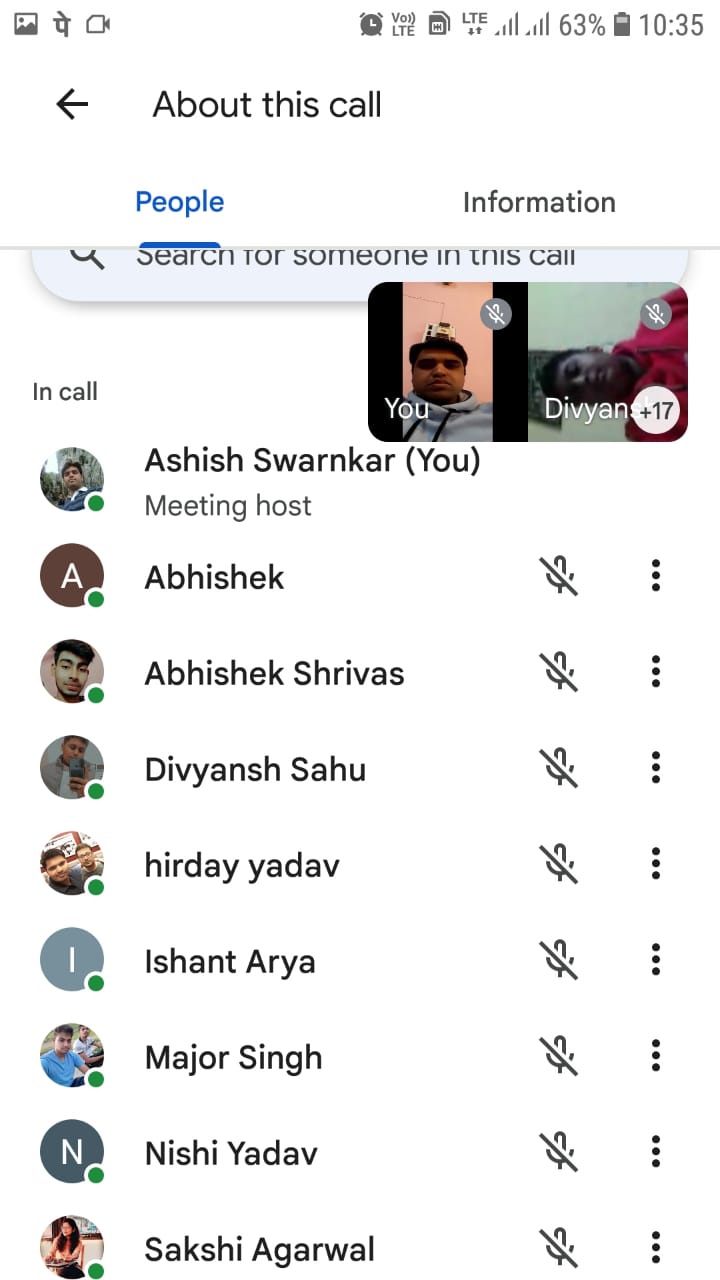 पे Vo)) LTE LTE 63% 10:35
About this call
People Information
Search for someone in this call
You Divyans +17
In call
Ashish Swarnkar (You)
Meeting host
A Abhishek
Abhishek Shrivas
Divyansh Sahu
hirday yadav
I Ishant Arya
Major Singh
N Nishi Yadav
Sakshi Agarwal